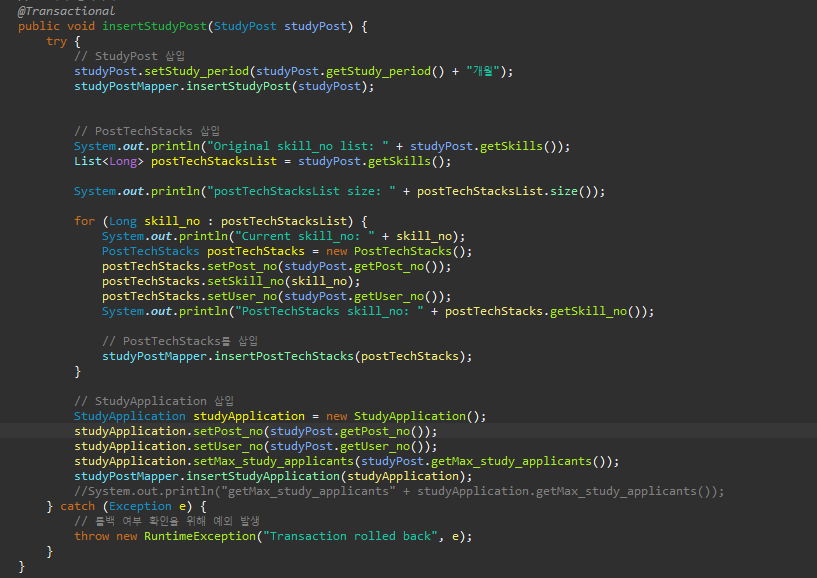 @Transactional
public void insertStudyPost(StudyPost studyPost) {
    try {
        // StudyPost 삽입
        studyPost.setStudy_period(studyPost.getStudy_period() + "개월");
        studyPostMapper.insertStudyPost(studyPost);


        // PostTechStacks 삽입
        System.out.println("Original skill_no list: " + studyPost.getSkills());
        List<Long> postTechStacksList = studyPost.getSkills();

        System.out.println("postTechStacksList size: " + postTechStacksList.size());

        for (Long skill_no : postTechStacksList) {
            System.out.println("Current skill_no: " + skill_no);
            PostTechStacks postTechStacks = new PostTechStacks();
            postTechStacks.setPost_no(studyPost.getPost_no());
            postTechStacks.setSkill_no(skill_no);
            postTechStacks.setUser_no(studyPost.getUser_no());
            System.out.println("PostTechStacks skill_no: " + postTechStacks.getSkill_no());

            // PostTechStacks를 삽입
            studyPostMapper.insertPostTechStacks(postTechStacks);
        }

        // StudyApplication 삽입
        StudyApplication studyApplication = new StudyApplication();
        studyApplication.setPost_no(studyPost.getPost_no());
        studyApplication.setUser_no(studyPost.getUser_no());
        studyApplication.setMax_study_applicants(studyPost.getMax_study_applicants());
        studyPostMapper.insertStudyApplication(studyApplication);
        //System.out.println("getMax_study_applicants" + studyApplication.getMax_study_applicants());
    } catch (Exception e) {
        // 롤백 여부 확인을 위해 예외 발생
        throw new RuntimeException("Transaction rolled back", e);
    }
}